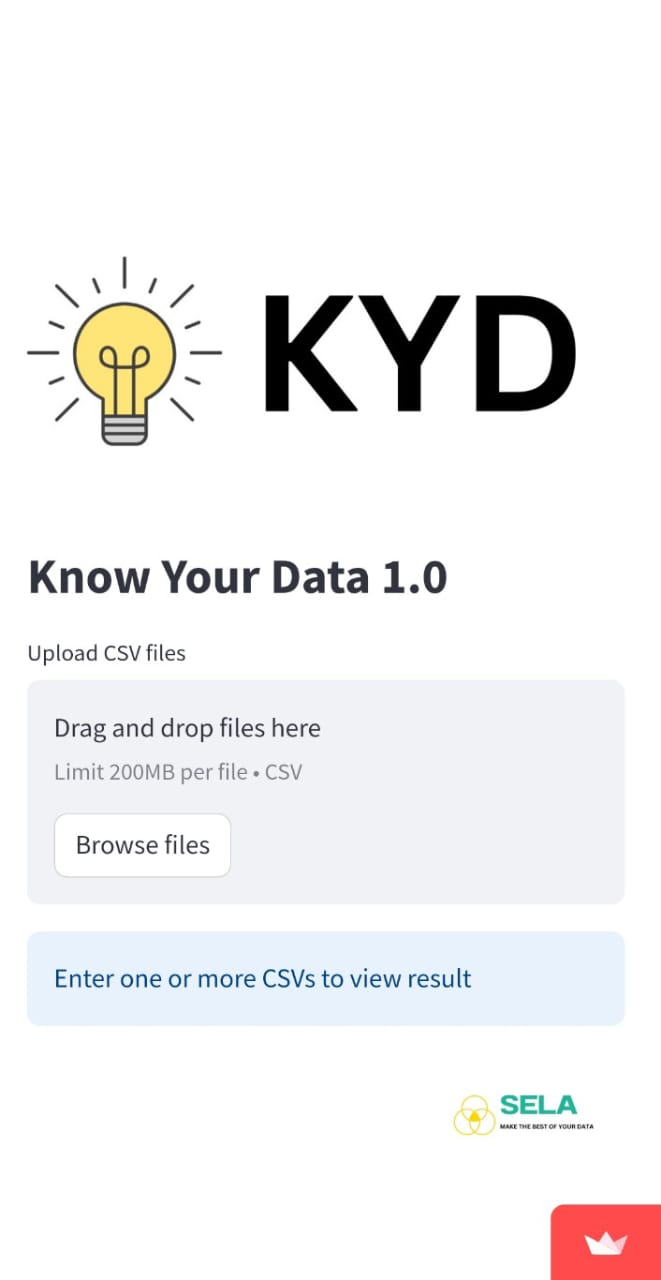 KYD
Know Your Data 1.0
Upload CSV files
Drag and drop files here
Limit 200MB per file • CSV
Browse files
Enter one or more CSVs to view result
SELA
MAKE THE BEST OF YOUR DATA